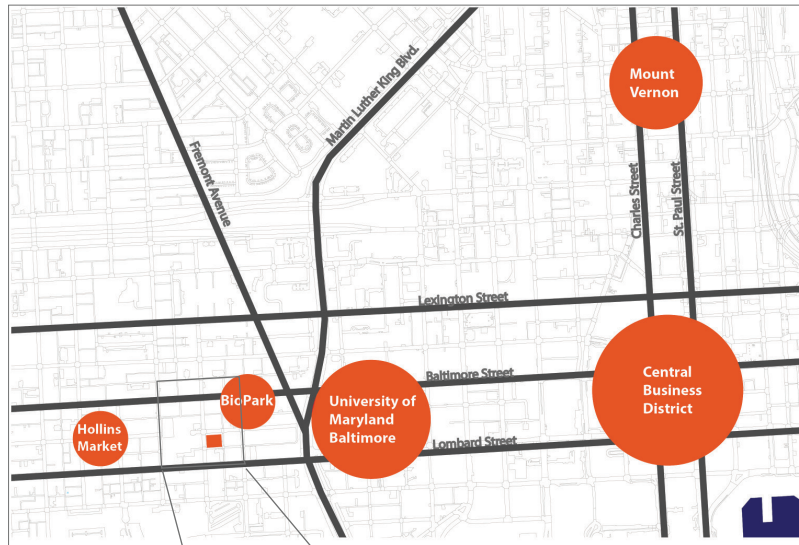 Mount
Vernon
Martin Luther King Blvd.
Fremont Avenue
Charles Street
St. Paul Street
Lexington Street
Baltimore Street
BioPark
Central
Business
District
University of
Maryland
Baltimore
Hollins
Market
Lombard Street